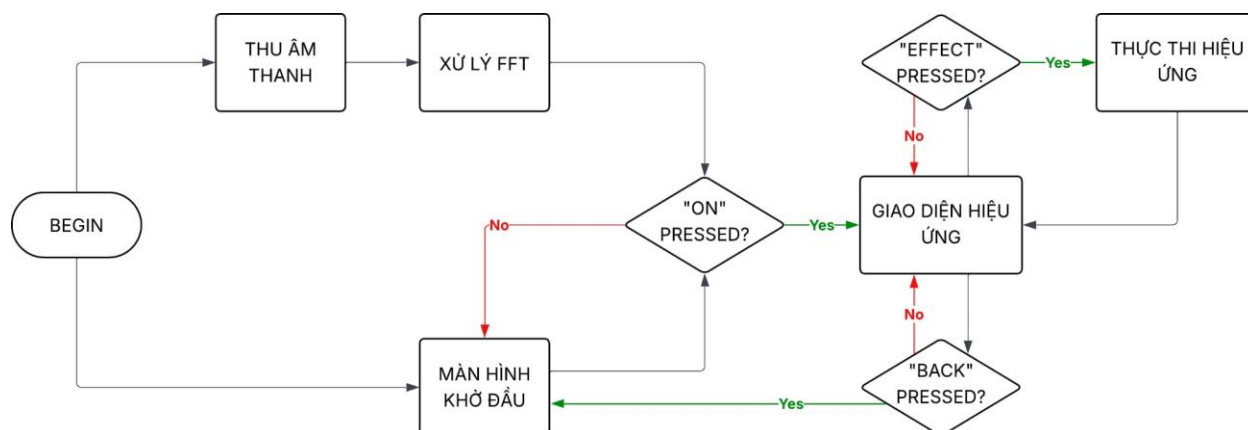 THU ÂM
THANH
XỬ LÝ FFT
"EFFECT"
PRESSED?
Yes
THỰC THI HIỆU
ỨNG
No
BEGIN
"ON"
PRESSED?
No
Yes
GIAO DIỆN HIỆU
ỨNG
No
MÀN HÌNH
KHỞ ĐẦU
"BACK"
PRESSED?
Yes